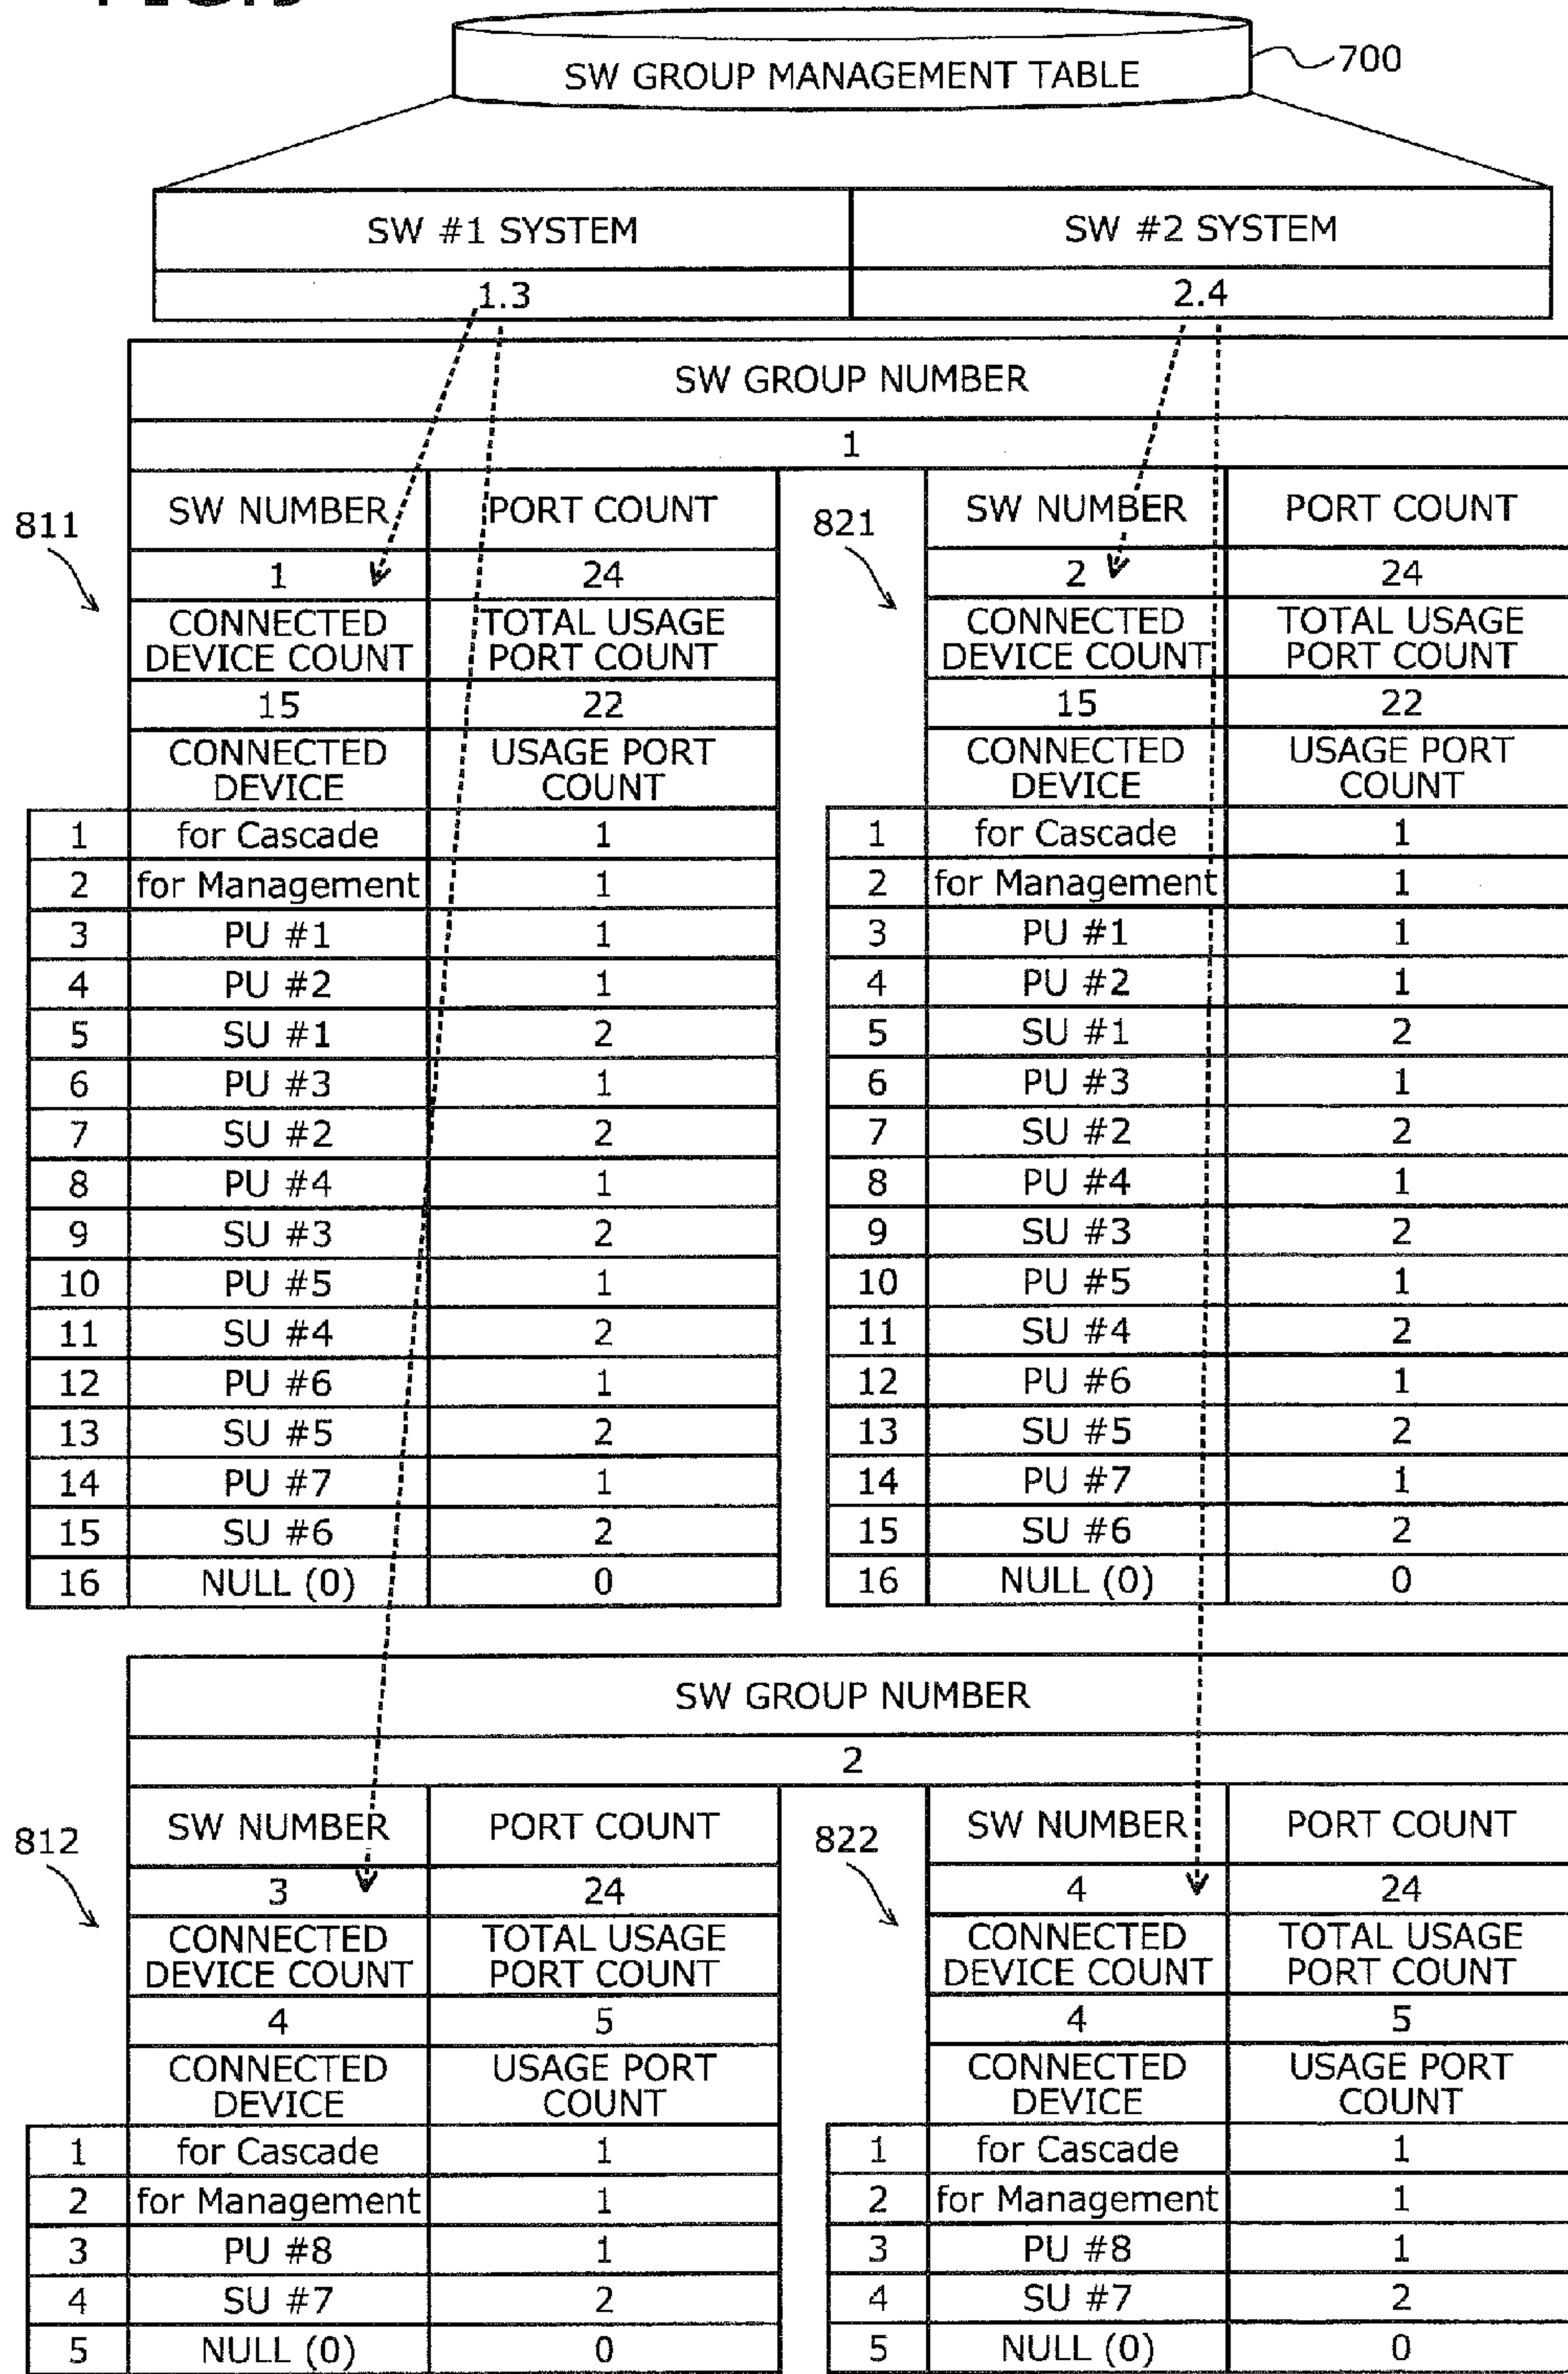 SW GROUP MANAGEMENT TABLE
700
SW #1 SYSTEM SW #2 SYSTEM
1.3 2.4
SW GROUP NUMBER
1
811
SW NUMBER PORT COUNT
1 24
CONNECTED DEVICE COUNT TOTAL USAGE PORT COUNT
15 22
CONNECTED DEVICE USAGE PORT COUNT
1 for Cascade 1
2 for Management 1
3 PU #1 1
4 PU #2 1
5 SU #1 2
6 PU #3 1
7 SU #2 2
8 PU #4 1
9 SU #3 2
10 PU #5 1
11 SU #4 2
12 PU #6 1
13 SU #5 2
14 PU #7 1
15 SU #6 2
16 NULL (0) 0
821
SW NUMBER PORT COUNT
2 24
CONNECTED DEVICE COUNT TOTAL USAGE PORT COUNT
15 22
CONNECTED DEVICE USAGE PORT COUNT
1 for Cascade 1
2 for Management 1
3 PU #1 1
4 PU #2 1
5 SU #1 2
6 PU #3 1
7 SU #2 2
8 PU #4 1
9 SU #3 2
10 PU #5 1
11 SU #4 2
12 PU #6 1
13 SU #5 2
14 PU #7 1
15 SU #6 2
16 NULL (0) 0
SW GROUP NUMBER
2
812
SW NUMBER PORT COUNT
3 24
CONNECTED DEVICE COUNT TOTAL USAGE PORT COUNT
4 5
CONNECTED DEVICE USAGE PORT COUNT
1 for Cascade 1
2 for Management 1
3 PU #8 1
4 SU #7 2
5 NULL (0) 0
822
SW NUMBER PORT COUNT
4 24
CONNECTED DEVICE COUNT TOTAL USAGE PORT COUNT
4 5
CONNECTED DEVICE USAGE PORT COUNT
1 for Cascade 1
2 for Management 1
3 PU #8 1
4 SU #7 2
5 NULL (0) 0